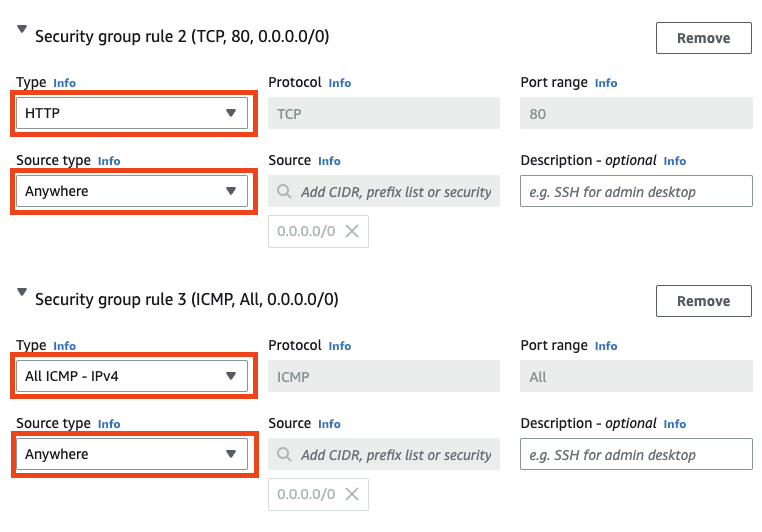 Security group rule 2 (TCP, 80, 0.0.0.0/0)
Remove
Type Info
Protocol Info
Port range Info
HTTP
TCP
80
Source type Info
Source Info
Description - optional Info
Anywhere
Add CIDR, prefix list or security
e.g. SSH for admin desktop
0.0.0.0/0
Security group rule 3 (ICMP, All, 0.0.0.0/0)
Remove
Type Info
Protocol Info
Port range Info
All ICMP - IPv4
ICMP
All
Source type Info
Source Info
Description - optional Info
Anywhere
Add CIDR, prefix list or security
e.g. SSH for admin desktop
0.0.0.0/0